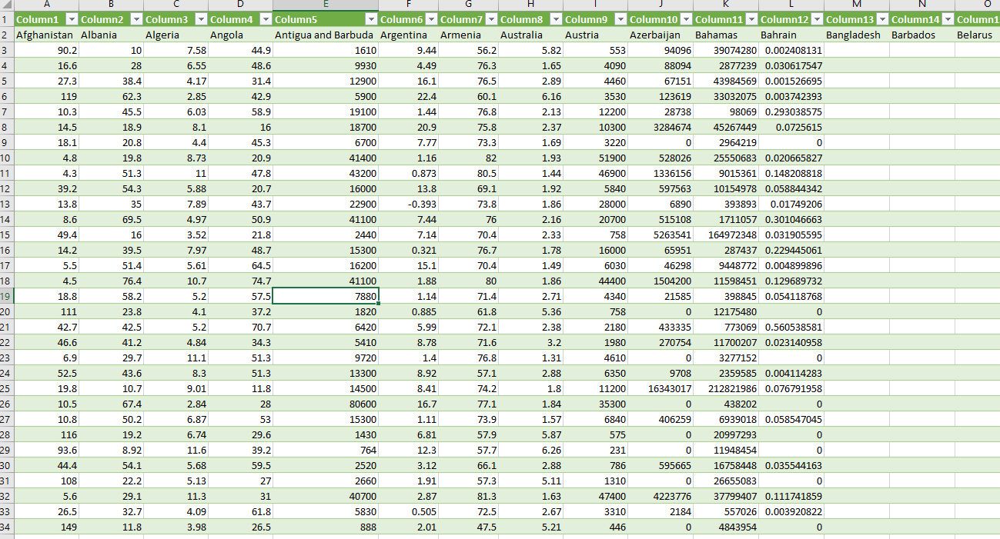 A B C D E F G H I J K L M N O
1 Column1 Column2 Column3 Column4 Column5 Column6 Column7 Column8 Column9 Column10 Column11 Column12 Column13 Column14 Column1
2 Afghanistan Albania Algeria Angola Antigua and Barbuda Argentina Armenia Australia Austria Azerbaijan Bahamas Bahrain Bangladesh Barbados Belarus
3 90.2 10 7.58 44.9 1610 9.44 56.2 5.82 553 94096 39074280 0.002408131
4 16.6 28 6.55 48.6 9930 4.49 76.3 1.65 4090 88094 2877239 0.030617547
5 27.3 38.4 4.17 31.4 12900 16.1 76.5 2.89 4460 67151 43984569 0.001526695
6 119 62.3 2.85 42.9 5900 22.4 60.1 6.16 3530 123619 33032075 0.003742393
7 10.3 45.5 6.03 58.9 19100 1.44 76.8 2.13 12200 28738 98069 0.293038575
8 14.5 18.9 8.1 16 18700 20.9 75.8 2.37 10300 3284674 45267449 0.0725615
9 18.1 20.8 4.4 45.3 6700 7.77 73.3 1.69 3220 0 2964219 0
10 4.8 19.8 8.73 20.9 41400 1.16 82 1.93 51900 528026 25550683 0.020665827
11 4.3 51.3 11 47.8 43200 0.873 80.5 1.44 46900 1336156 9015361 0.148208818
12 39.2 54.3 5.88 20.7 16000 13.8 69.1 1.92 5840 597563 10154978 0.058844342
13 13.8 35 7.89 43.7 22900 -0.393 73.8 1.86 28000 6890 393893 0.01749206
14 8.6 69.5 4.97 50.9 41100 7.44 76 2.16 20700 515108 1711057 0.301046663
15 49.4 16 3.52 21.8 2440 7.14 70.4 2.33 758 5263541 164972348 0.031905595
16 14.2 39.5 7.97 48.7 15300 0.321 76.7 1.78 16000 65951 287437 0.229445061
17 5.5 51.4 5.61 64.5 16200 15.1 70.4 1.49 6030 46298 9448772 0.004899896
18 4.5 76.4 10.7 74.7 41100 1.88 80 1.86 44400 1504200 11598451 0.129689732
19 18.8 58.2 5.2 57.5 7880 1.14 71.4 2.71 4340 21585 398845 0.054118768
20 111 23.8 4.1 37.2 1820 0.885 61.8 5.36 758 0 12175480 0
21 42.7 42.5 5.2 70.7 6420 5.99 72.1 2.38 2180 433335 773069 0.560538581
22 46.6 41.2 4.84 34.3 5410 8.78 71.6 3.2 1980 270754 11700207 0.023140958
23 6.9 29.7 11.1 51.3 9720 1.4 76.8 1.31 4610 0 3277152 0
24 52.5 43.6 8.3 51.3 13300 8.92 57.1 2.88 6350 9708 2359585 0.004114283
25 19.8 10.7 9.01 11.8 14500 8.41 74.2 1.8 11200 16343017 212821986 0.076791958
26 10.5 67.4 2.84 28 80600 16.7 77.1 1.84 35300 0 438202 0
27 10.8 50.2 6.87 53 15300 1.11 73.9 1.57 6840 406259 6939018 0.058547045
28 116 19.2 6.74 29.6 1430 6.81 57.9 5.87 575 0 20997293 0
29 93.6 8.92 11.6 39.2 764 12.3 57.7 6.26 231 0 11948454 0
30 44.4 54.1 5.68 59.5 2520 3.12 66.1 2.88 786 595665 16758448 0.035544163
31 108 22.2 5.13 27 2660 1.91 57.3 5.11 1310 0 26655083 0
32 5.6 29.1 11.3 31 40700 2.87 81.3 1.63 47400 4223776 37799407 0.111741859
33 26.5 32.7 4.09 61.8 5830 0.505 72.5 2.67 3310 2184 557026 0.003920822
34 149 11.8 3.98 26.5 888 2.01 47.5 5.21 446 0 4843954 0